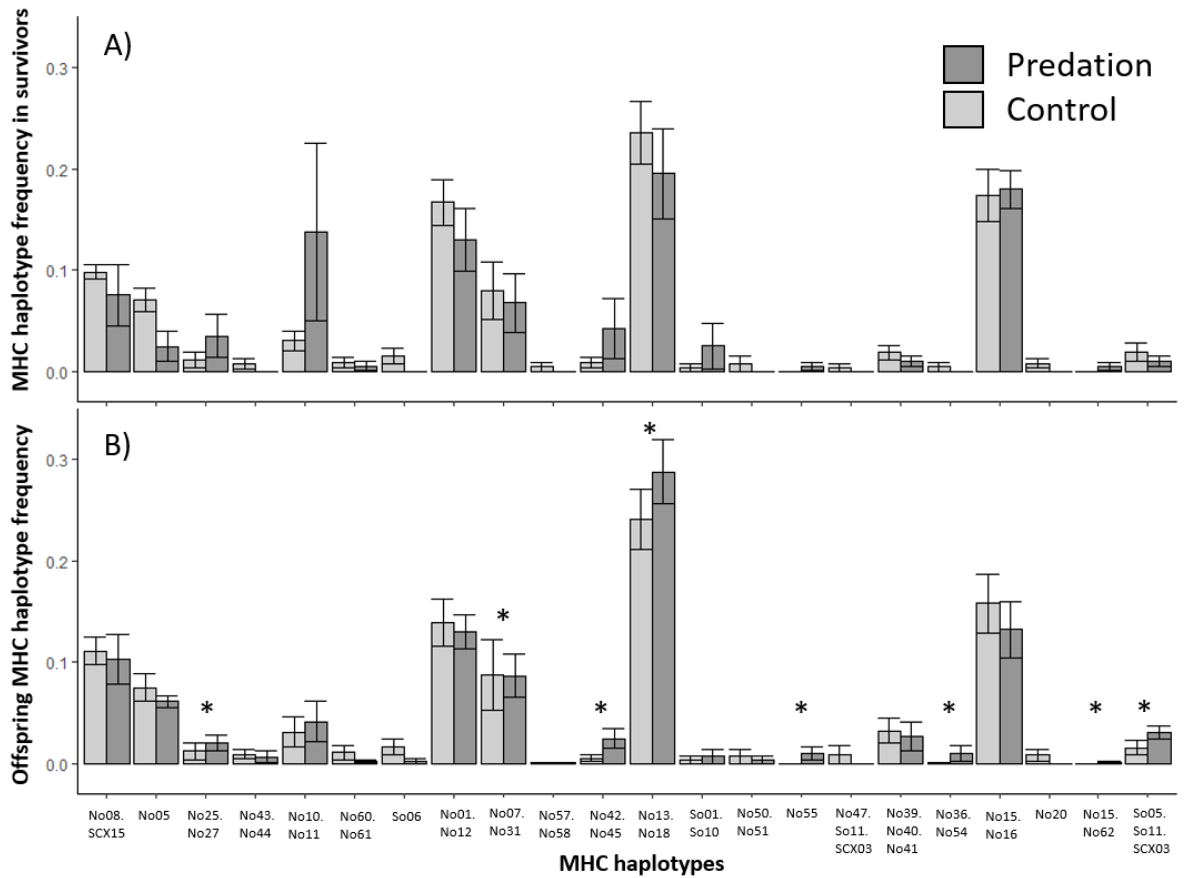 A)
Predation
Control
MHC haplotype frequency in survivors
0.3
0.2
0.1
0.0
B)
Offspring MHC haplotype frequency
0.3
0.2
0.1
0.0
*
*
*
*
*
*
*
*
No08.
SCX15
No05
No25.
No27
No43.
No44
No10.
No11
No60.
No61
So06
No01.
No12
No07.
No31
No57.
No58
No42.
No45
No13.
No18
So01.
So10
No50.
No51
No55
No47.
So11.
SCX03
No39.
No40.
No41
No36.
No54
No15.
No16
No20
No15.
No62
So05.
So11.
SCX03
MHC haplotypes